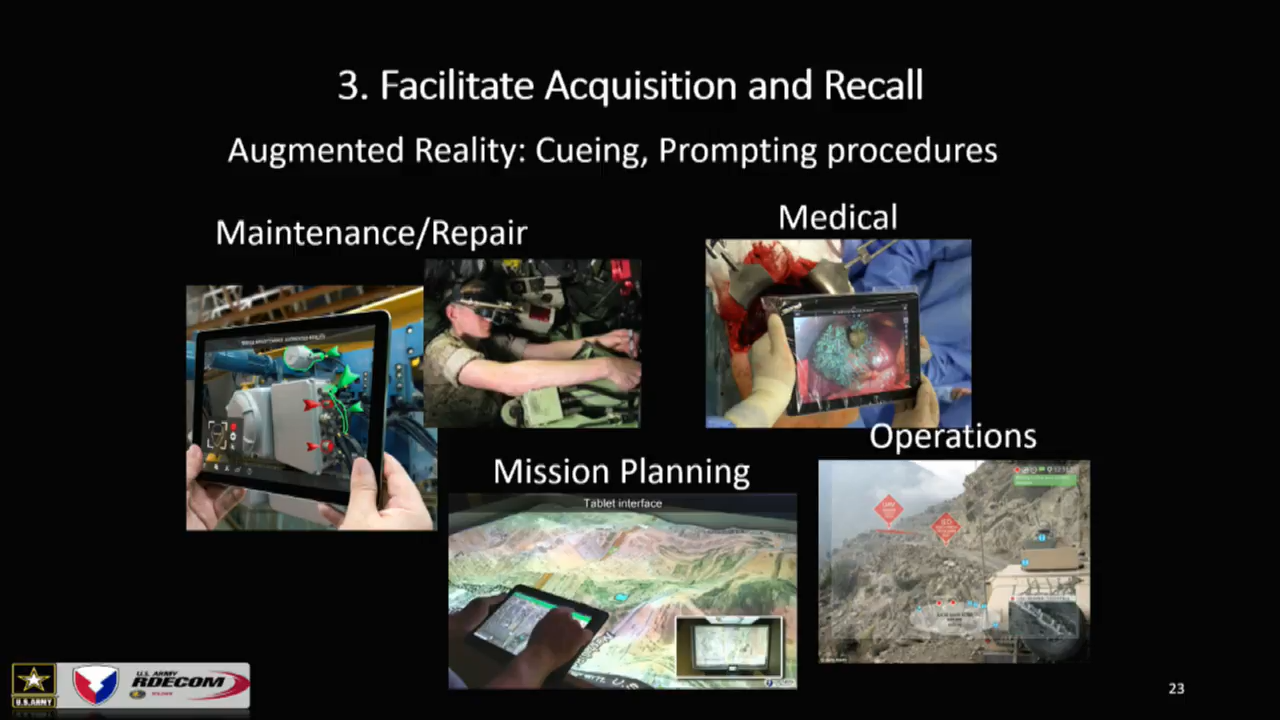 3. Facilitate Acquisition and Recall
Augmented Reality: Cueing, Prompting procedures
Maintenance/Repair
Medical
Operations
Mission Planning
Tablet interface
U.S.ARMY
U.S. ARMY
RDECOM
23